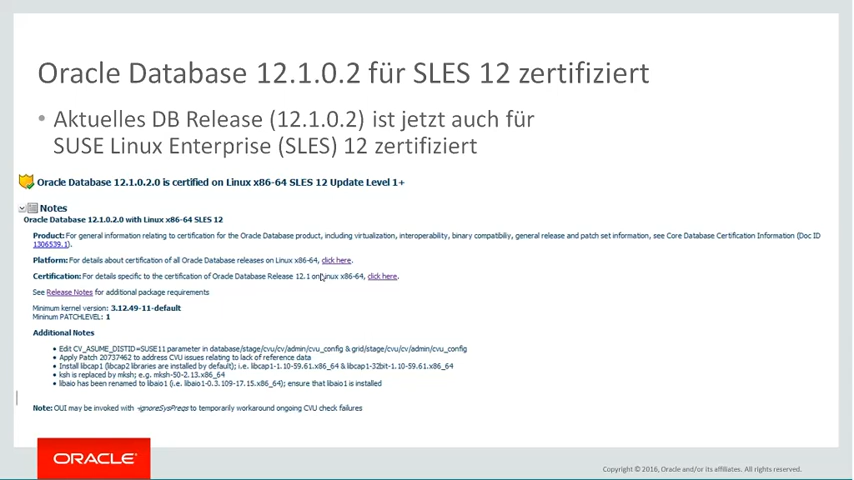 Oracle Database 12.1.0.2 für SLES 12 zertifiziert
• Aktuelles DB Release (12.1.0.2) ist jetzt auch für
SUSE Linux Enterprise (SLES) 12 zertifiziert
Oracle Database 12.1.0.2.0 is certified on Linux x86-64 SLES 12 Update Level 1+
Notes
Oracle Database 12.1.0.2.0 with Linux x86-64 SLES 12
Product: For general information relating to certification for the Oracle Database product, including virtualization, interoperability, binary compatibiliy, general release and patch set information, see Core Database Certification Information (Doc ID
1306539.1).
Platform: For details about certification of all Oracle Database releases on Linux x86-64, click here.
Certification: For details specific to the certification of Oracle Database Release 12.1 on Linux x86-64, click here.
See Release Notes for additional package requirements
Minimum kernel version: 3.12.49-11-default
Mininum PATCHLEVEL: 1
Additional Notes
• Edit CV_ASUME_DISTID=SUSE11 parameter in database/stage/cvu/cv/admin/cvu_config & grid/stage/cvu/cv/admin/cvu_config
• Apply Patch 20737462 to address CVU issues relating to lack of reference data
• Install libcap1 (libcap2 libraries are installed by default); i.e. libcap1-1.10-59.61.x86_64 & libcap1-32bit-1.10-59.61.x86_64
• ksh is replaced by mksh; e.g. mksh-50-2.13.x86_64
• libaio has been renamed to libaio1 (i.e. libaio1-0.3.109-17.15.x86_64); ensure that libaio1 is installed
Note: OUI may be invoked with -ignoreSysPreqs to temporarily workaround ongoing CVU check failures
ORACLE
Copyright © 2016, Oracle and/or its affiliates. All rights reserved.